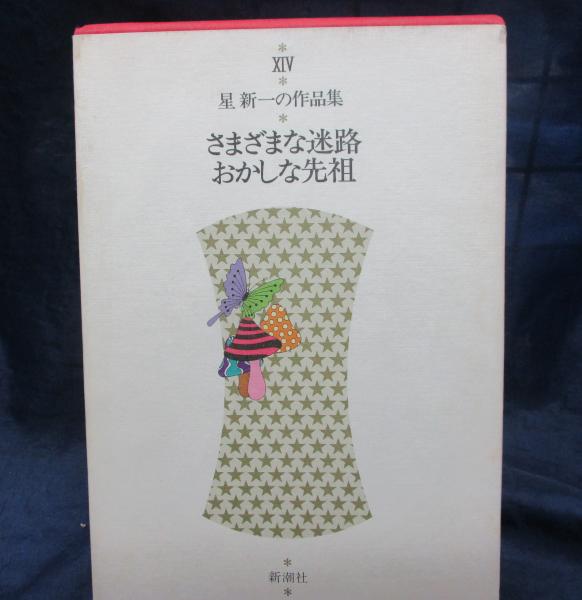 XIV
星 新一の作品集
さまざまな迷路
おかしな先祖
新潮社